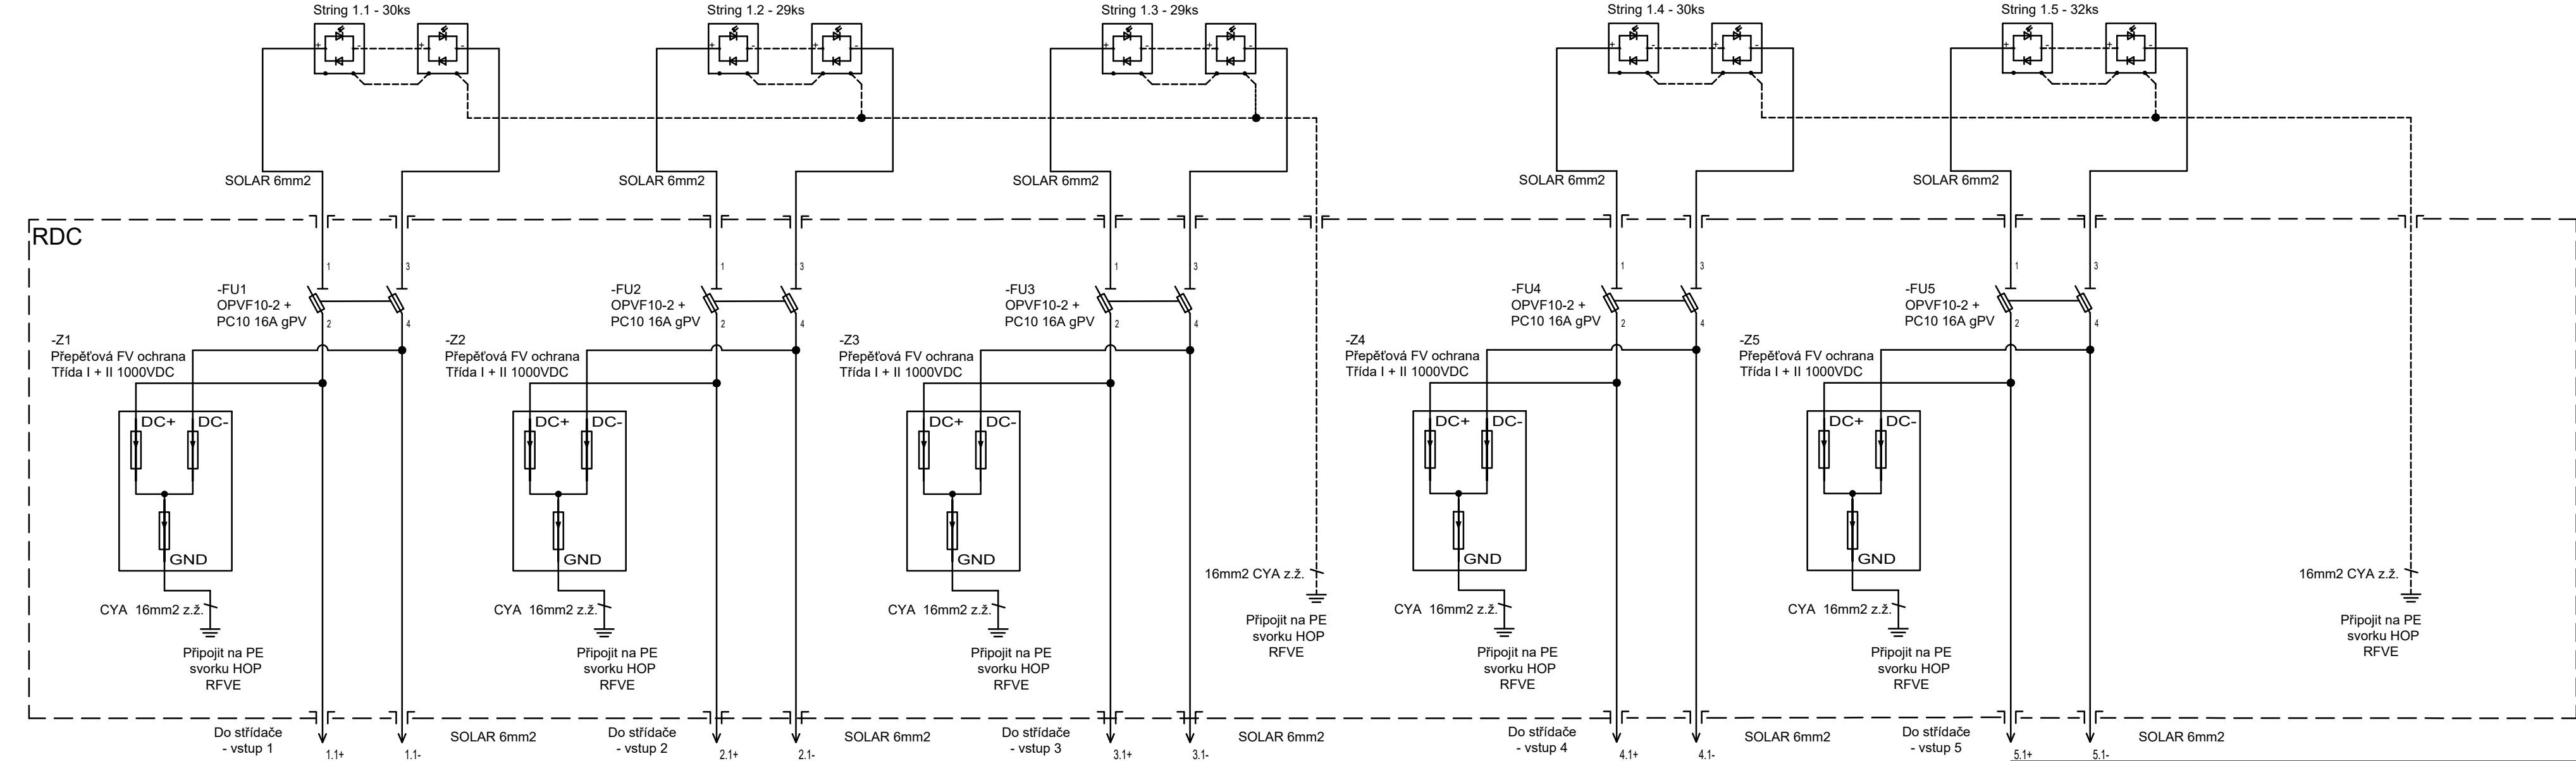 String 1.1 - 30ks
String 1.2 - 29ks
String 1.3 - 29ks
String 1.4 - 30ks
String 1.5 - 32ks
+ - + -
+ - + -
+ - + -
+ - + -
+ - + -
SOLAR 6mm2
SOLAR 6mm2
SOLAR 6mm2
SOLAR 6mm2
SOLAR 6mm2
RDC
1 3
1 3
1 3
1 3
1 3
-FU1
OPVF10-2 +
PC10 16A gPV
2 4
-FU2
OPVF10-2 +
PC10 16A gPV
2 4
-FU3
OPVF10-2 +
PC10 16A gPV
2 4
-FU4
OPVF10-2 +
PC10 16A gPV
2 4
-FU5
OPVF10-2 +
PC10 16A gPV
2 4
-Z1
Přepěťová FV ochrana
Třída I + II 1000VDC
-Z2
Přepěťová FV ochrana
Třída I + II 1000VDC
-Z3
Přepěťová FV ochrana
Třída I + II 1000VDC
-Z4
Přepěťová FV ochrana
Třída I + II 1000VDC
-Z5
Přepěťová FV ochrana
Třída I + II 1000VDC
DC+ DC-
GND
DC+ DC-
GND
DC+ DC-
GND
DC+ DC-
GND
DC+ DC-
GND
CYA 16mm2 z.ž.
Připojit na PE
svorku HOP
RFVE
CYA 16mm2 z.ž.
Připojit na PE
svorku HOP
RFVE
CYA 16mm2 z.ž.
Připojit na PE
svorku HOP
RFVE
16mm2 CYA z.ž.
Připojit na PE
svorku HOP
RFVE
CYA 16mm2 z.ž.
Připojit na PE
svorku HOP
RFVE
CYA 16mm2 z.ž.
Připojit na PE
svorku HOP
RFVE
16mm2 CYA z.ž.
Připojit na PE
svorku HOP
RFVE
Do střídače
- vstup 1
1.1+ 1.1-
SOLAR 6mm2
Do střídače
- vstup 2
2.1+ 2.1-
SOLAR 6mm2
Do střídače
- vstup 3
3.1+ 3.1-
SOLAR 6mm2
Do střídače
- vstup 4
4.1+ 4.1-
SOLAR 6mm2
Do střídače
- vstup 5
5.1+ 5.1-
SOLAR 6mm2